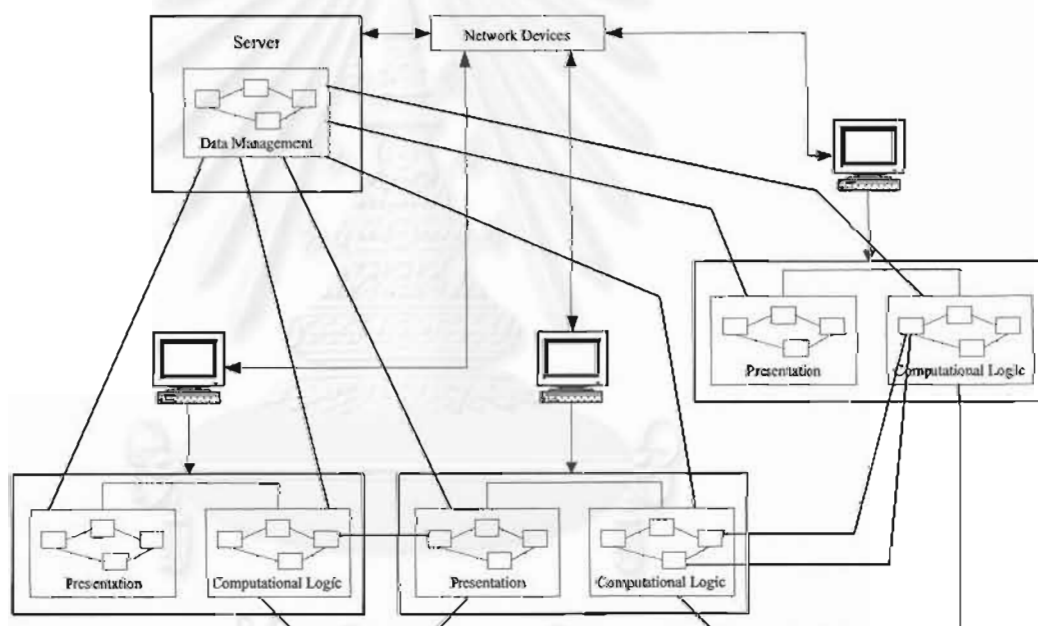 Server
Network Devices
Data Management
Presentation
Computational Logic
Presentation
Computational Logic
Presentation
Computational Logic